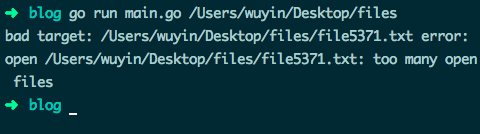 ➜ blog go run main.go /Users/wuyin/Desktop/files
bad target: /Users/wuyin/Desktop/files/file5371.txt error:
open /Users/wuyin/Desktop/files/file5371.txt: too many open
files
➜ blog _